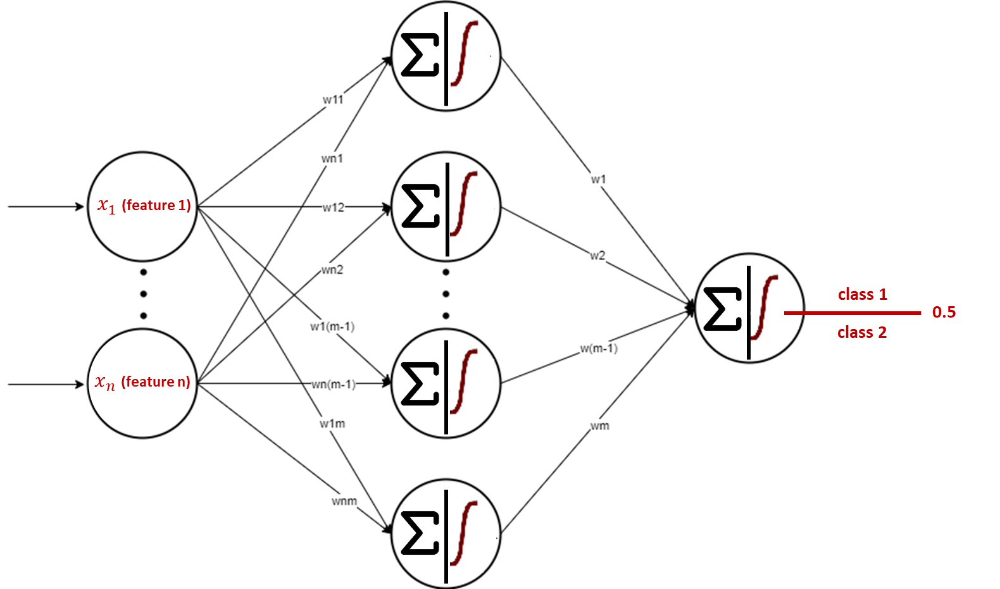 Σ
w11
wn1
w1
x₁ (feature 1)
w12
Σ
w2
wn2
class 1
Σ
0.5
w1(m-1)
class 2
w(m-1)
xₙ (feature n)
wn(m-1)
Σ
w1m
wm
wnm
Σ